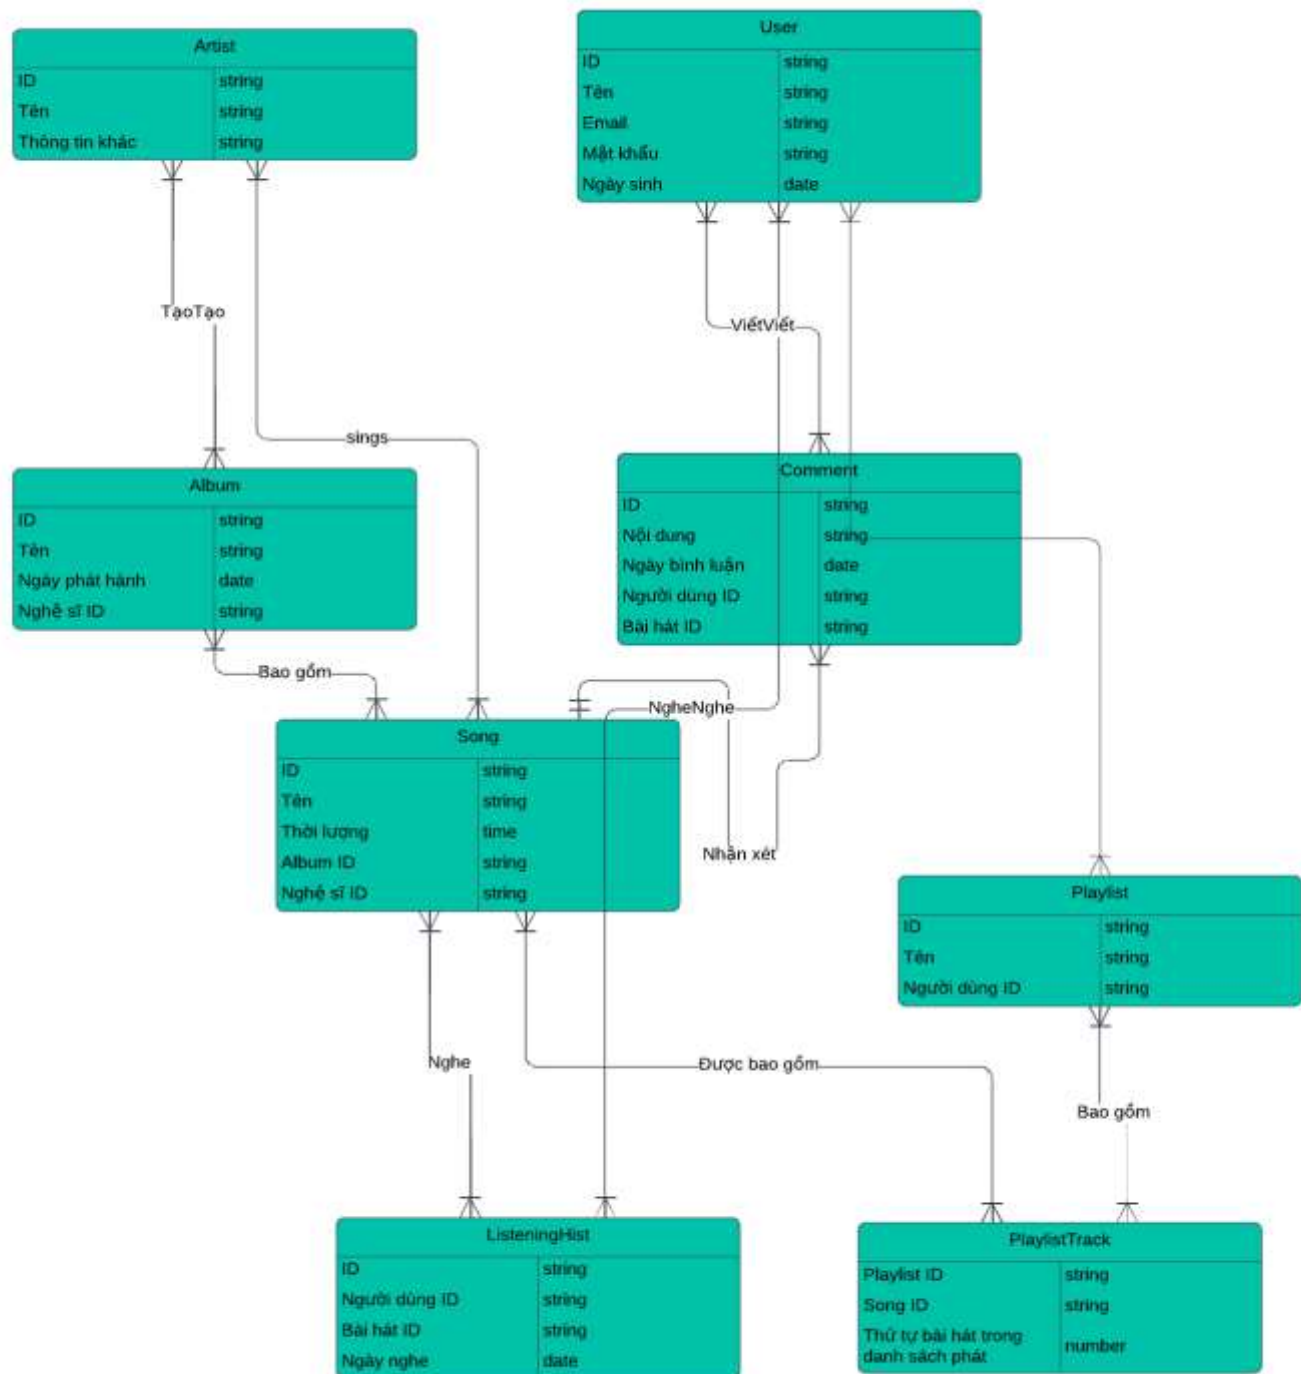 Artist
ID string
Tên string
Thông tin khác string
User
ID string
Tên string
Email string
Mật khẩu string
Ngày sinh date
TạoTạo
ViếtViết
sings
Album
ID string
Tên string
Ngày phát hành date
Nghệ sĩ ID string
Comment
ID string
Nội dung string
Ngày bình luận date
Người dùng ID string
Bài hát ID string
Bao gồm
NgheNghe
Song
ID string
Tên string
Thời lượng time
Album ID string
Nghệ sĩ ID string
Nhận xét
Playlist
ID string
Tên string
Người dùng ID string
Nghe
Được bao gồm
Bao gồm
ListeningHist
ID string
Người dùng ID string
Bài hát ID string
Ngày nghe date
PlaylistTrack
Playlist ID string
Song ID string
Thứ tự bài hát trong
danh sách phát number